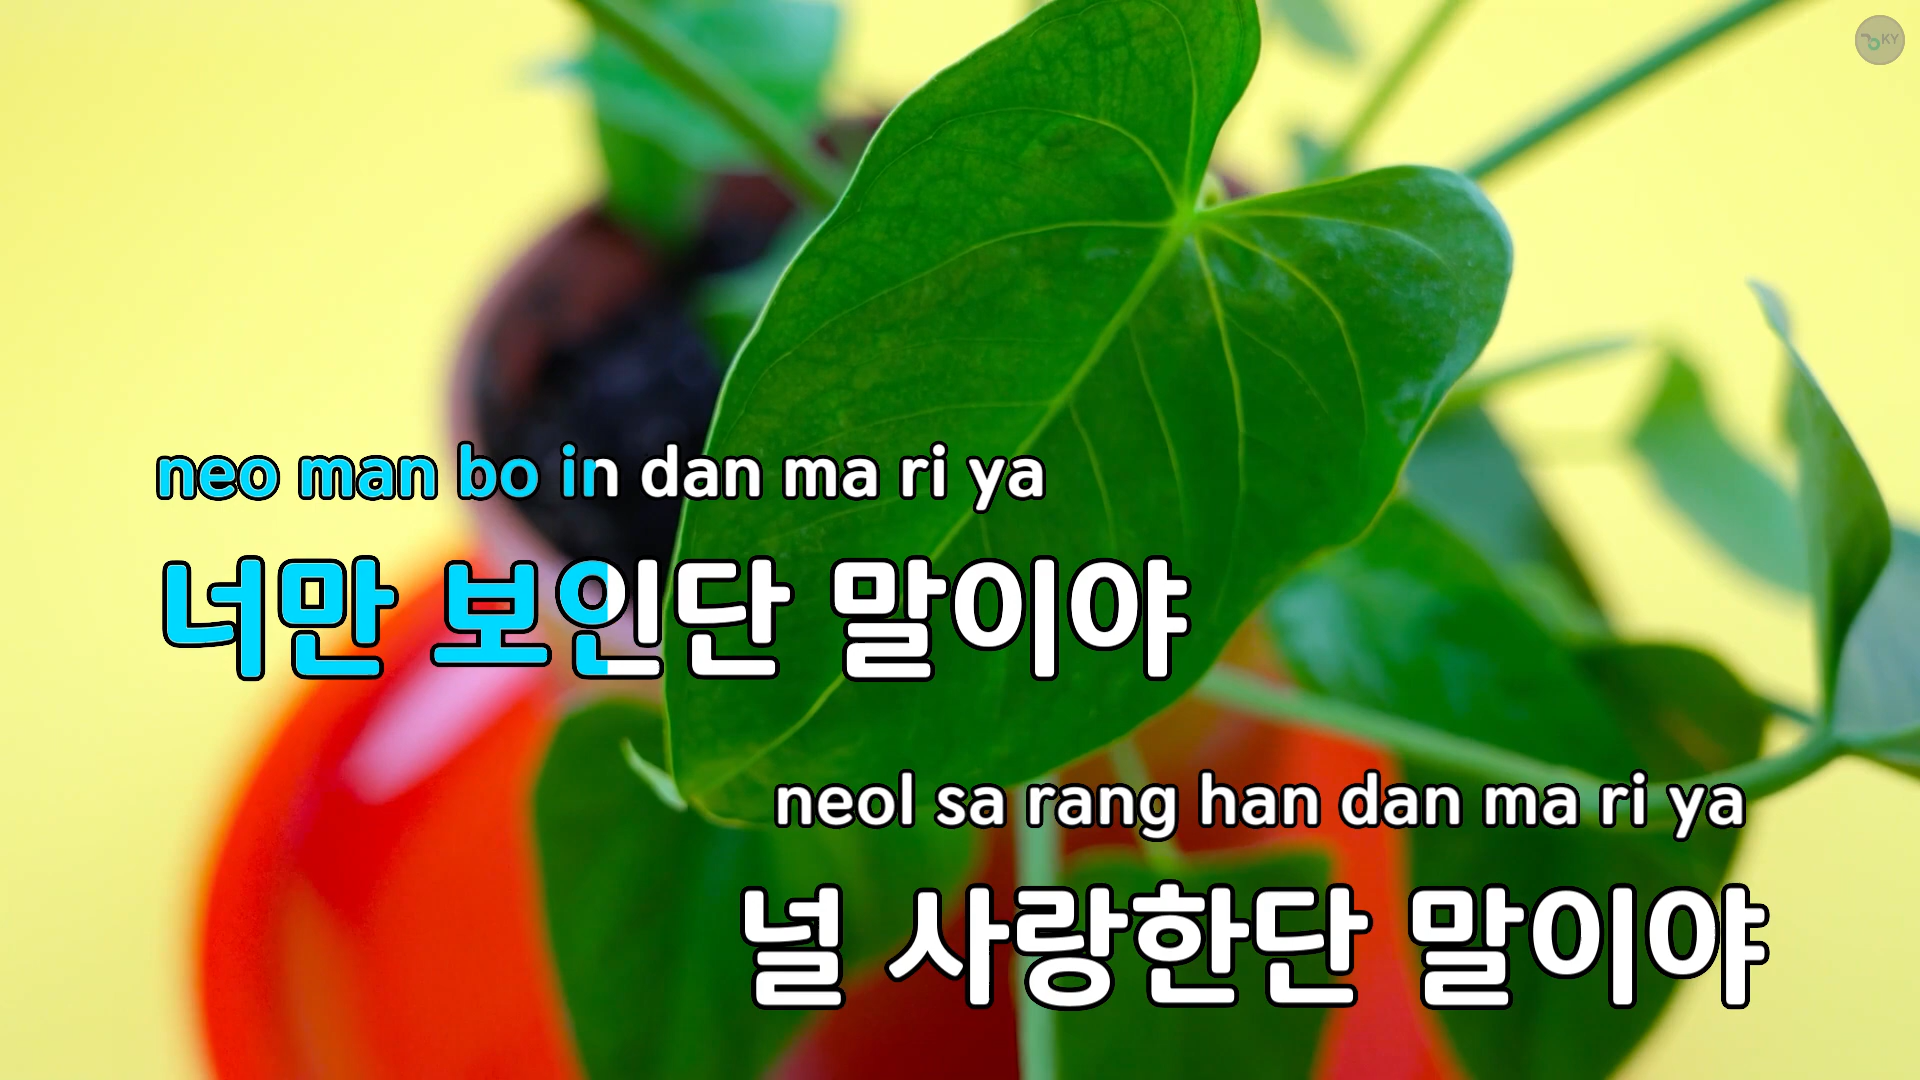 KY
neo man bo in dan ma ri ya
너만 보인단 말이야
neol sa rang han dan ma ri ya
널 사랑한단 말이야